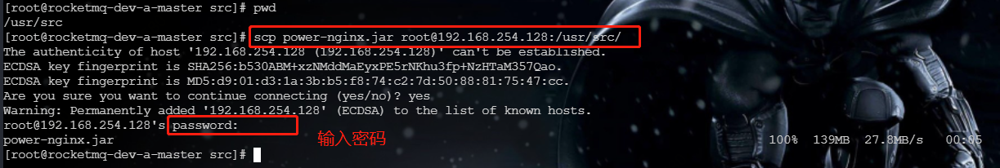 [root@rocketmq-dev-a-master src]# pwd
/usr/src
[root@rocketmq-dev-a-master src]# scp power-nginx.jar root@192.168.254.128:/usr/src/
The authenticity of host '192.168.254.128 (192.168.254.128)' can't be established.
ECDSA key fingerprint is SHA256:b530ABM+xzNMddMaEyxPE5rNKhu3fp+NzHTaM357Qao.
ECDSA key fingerprint is MD5:d9:01:d3:1a:3b:b5:f8:74:c2:7d:50:88:81:75:47:cc.
Are you sure you want to continue connecting (yes/no)? yes
Warning: Permanently added '192.168.254.128' (ECDSA) to the list of known hosts.
root@192.168.254.128's password:
输入密码
power-nginx.jar 100% 139MB 27.8MB/s 00:05
[root@rocketmq-dev-a-master src]#